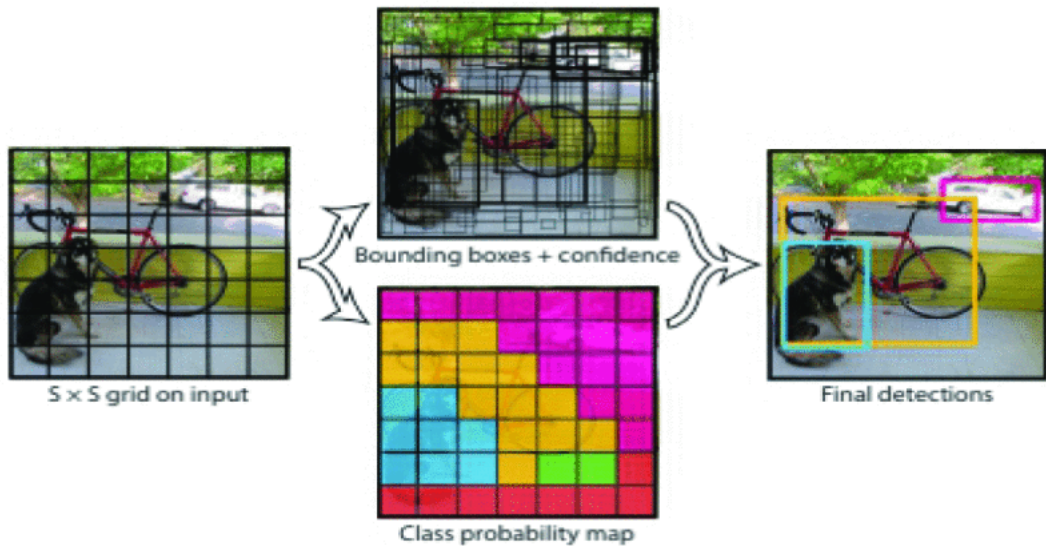 S × S grid on input
Bounding boxes + confidence
Class probability map
Final detections